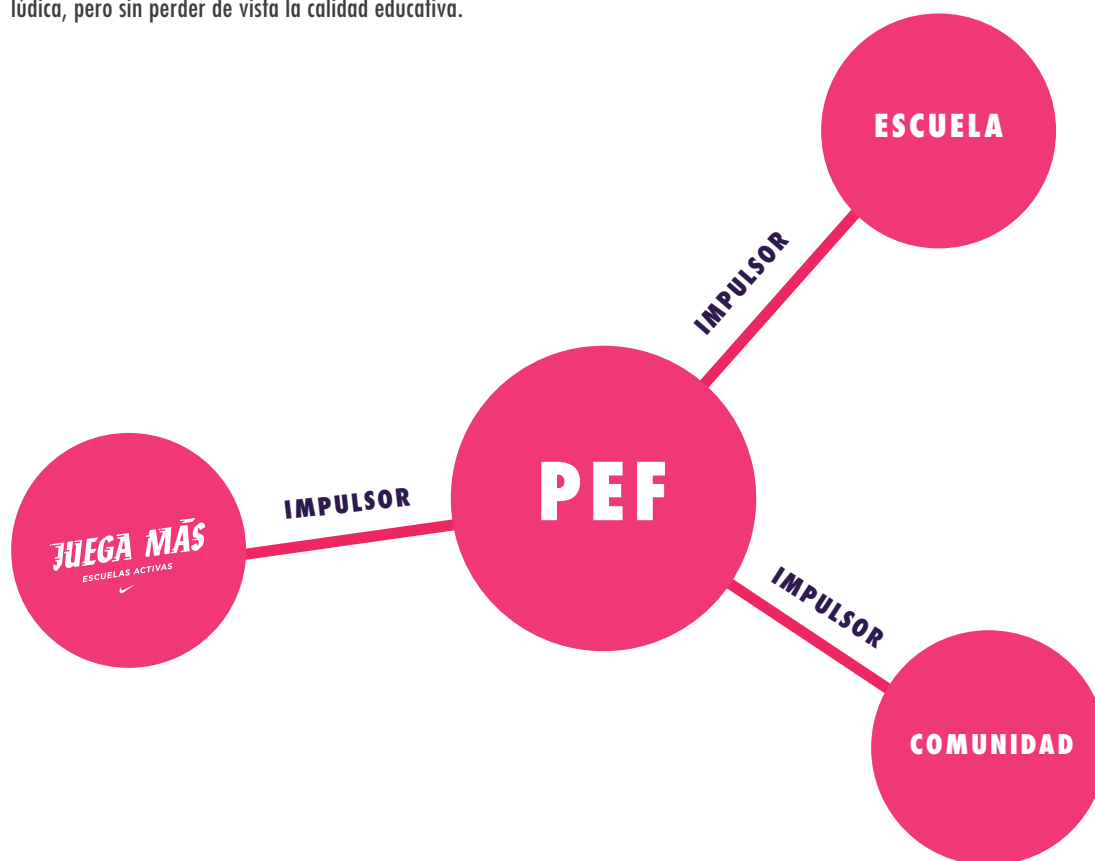 lúdica, pero sin perder de vista la calidad educativa.
ESCUELA
IMPULSOR
PEF
IMPULSOR
JUEGA MÁS
ESCUELAS ACTIVAS
IMPULSOR
COMUNIDAD